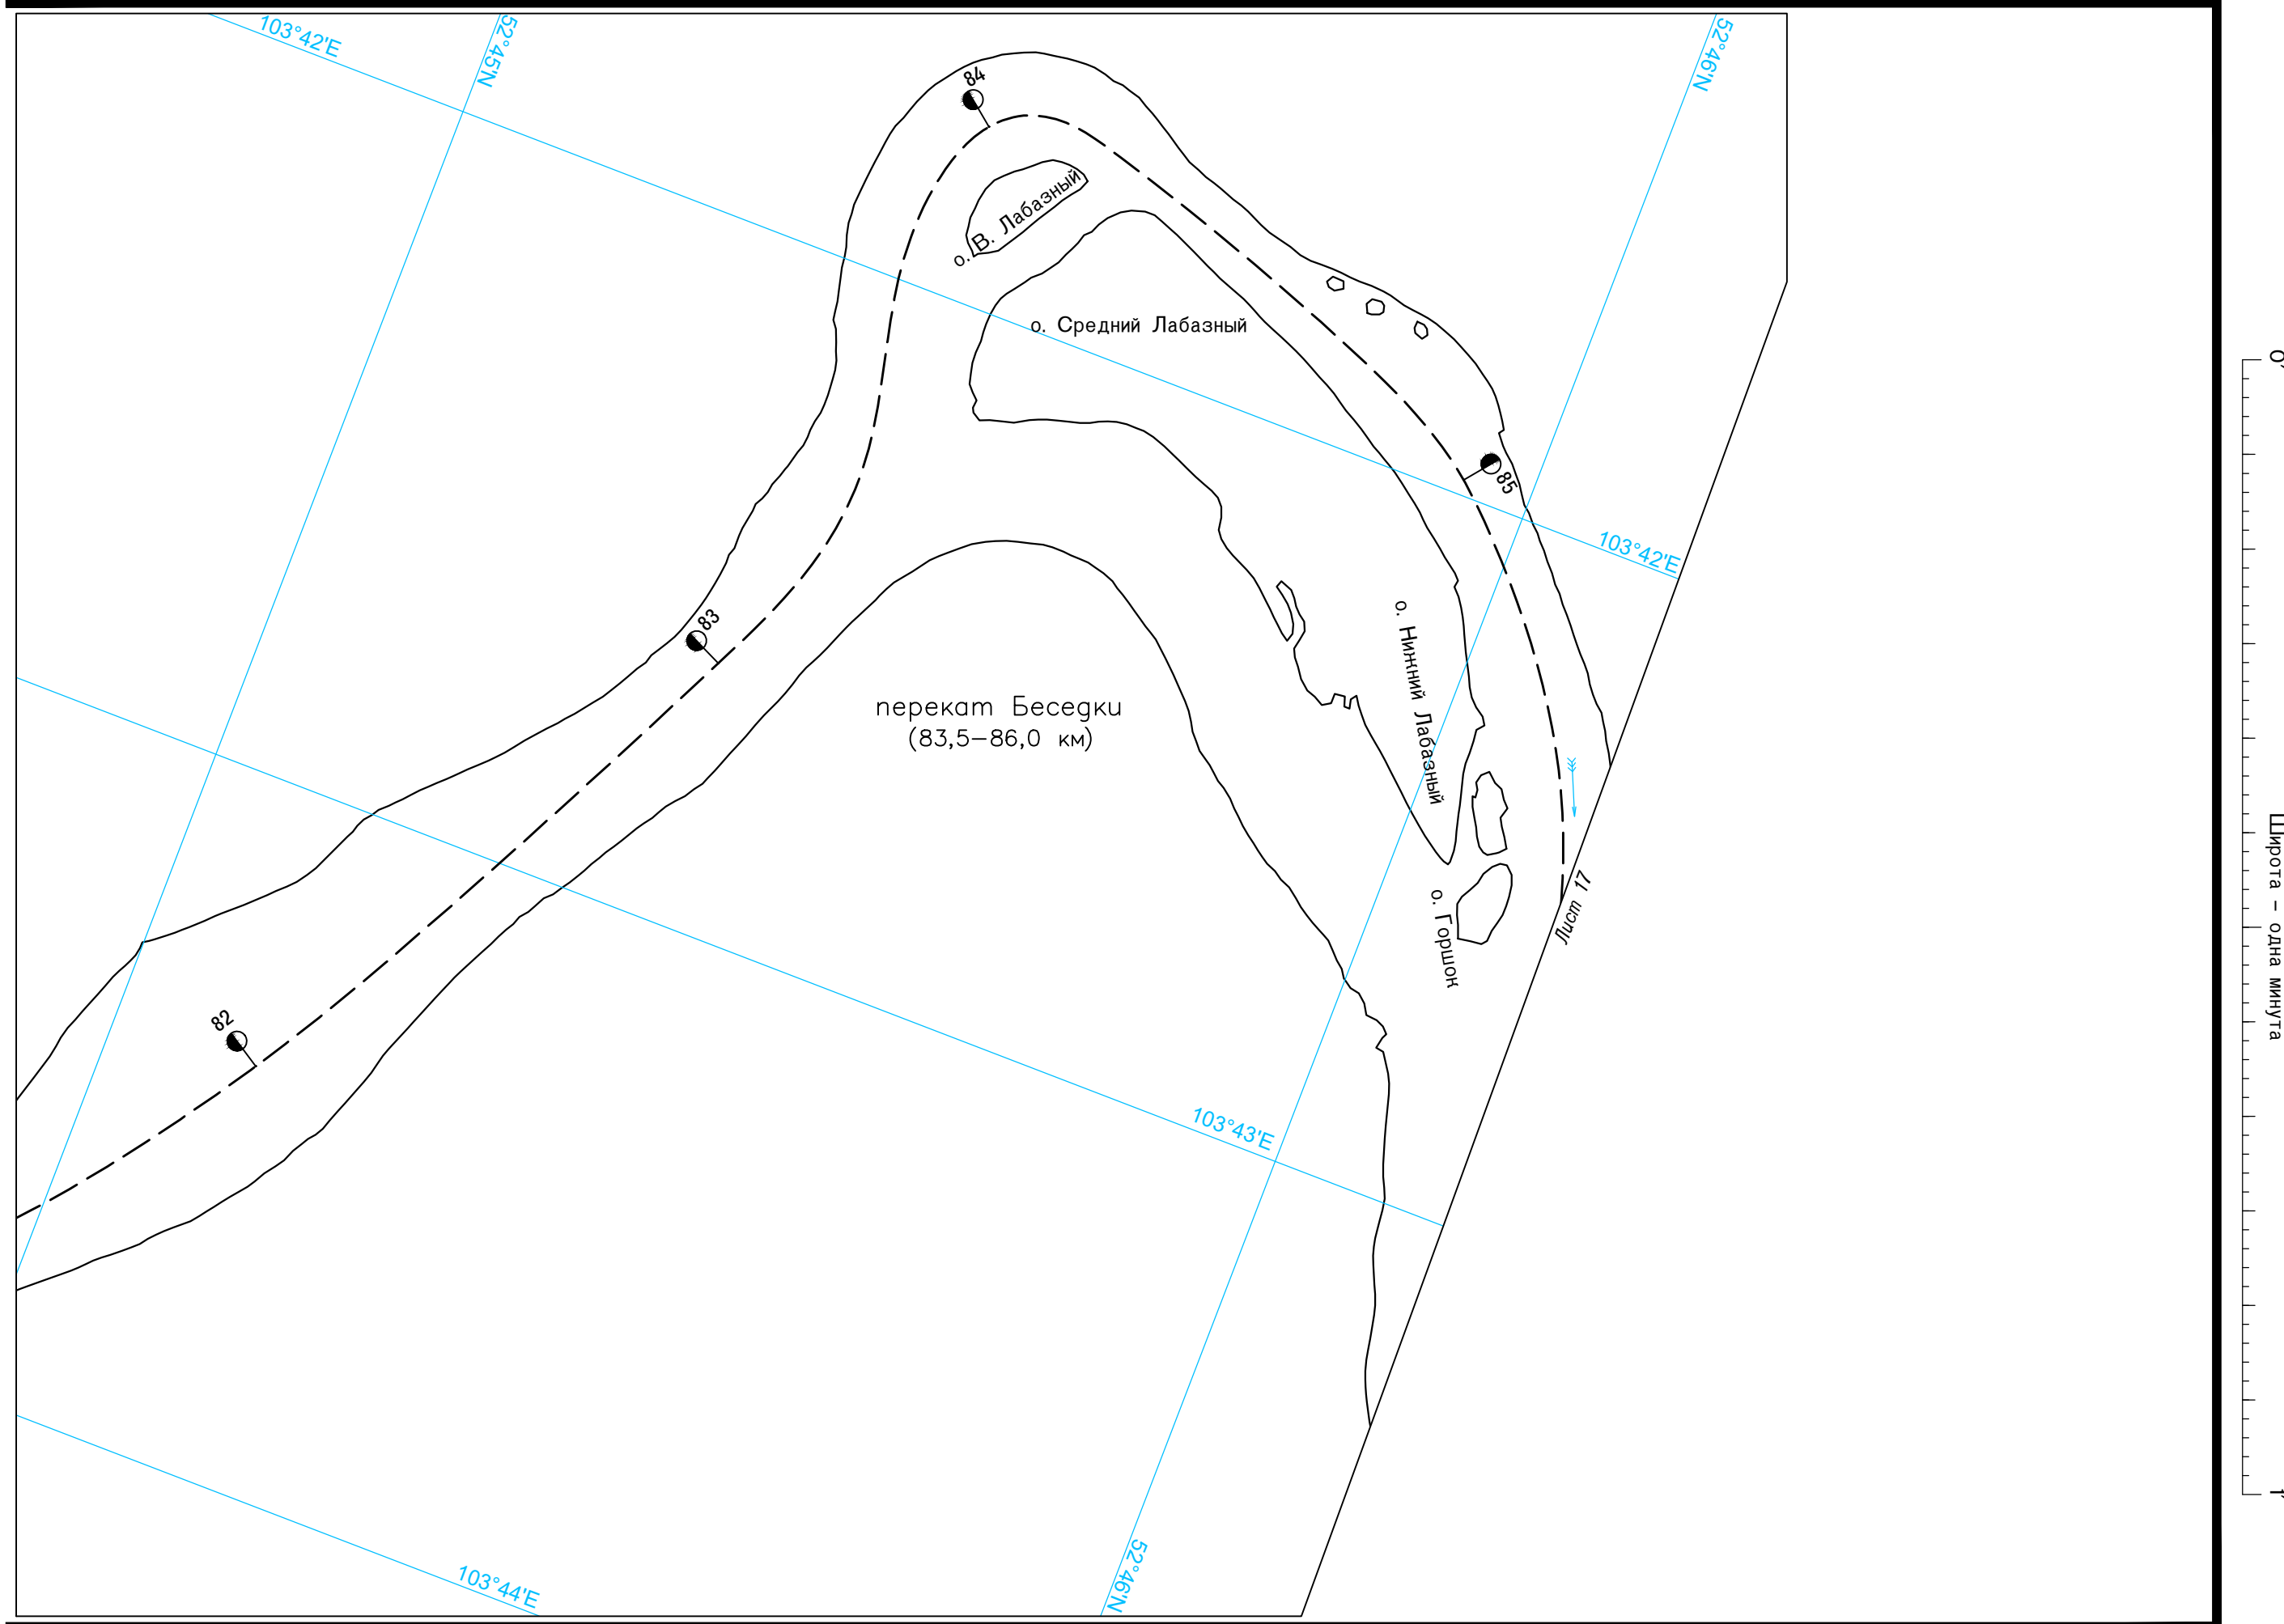 103°42'E
52°45'N
52°46'N
84
о. В. Лабазный
о. Средний Лабазный
85
103°42'E
83
о. Нижний Лабазный
перекат Беседки
(83,5–86,0 км)
Лист 17
о. Горшок
82
103°43'E
103°44'E
52°46'N
0'
Широта – одна минута
1'